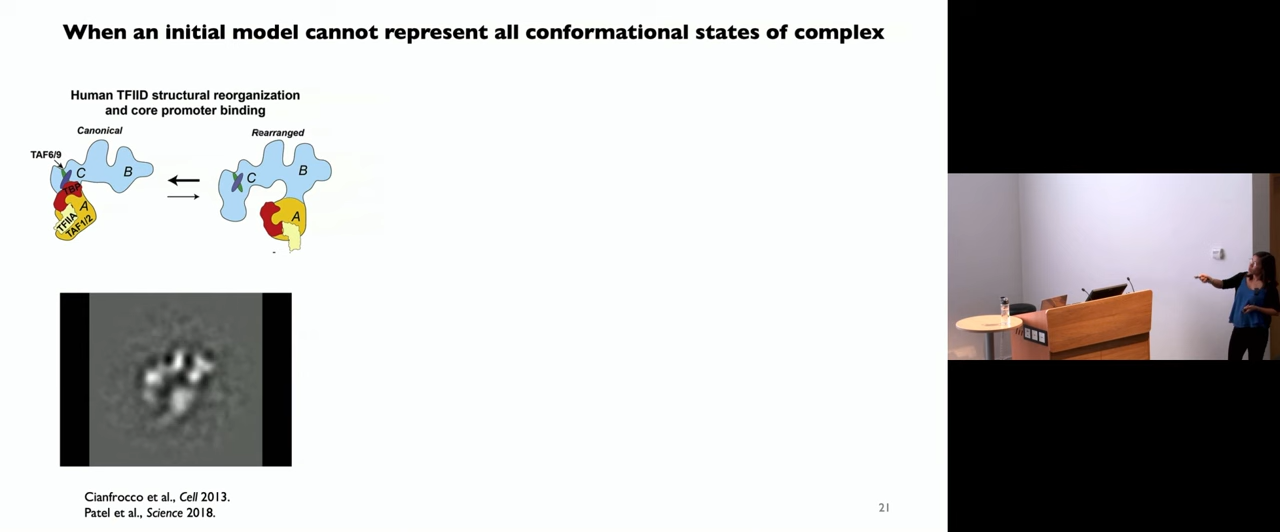 When an initial model cannot represent all conformational states of complex
Human TFIID structural reorganization
and core promoter binding
Canonical
Rearranged
TAF6/9
C
B
TBP
A
TFIIA
TAF1/2
C
B
A
Cianfrocco et al., Cell 2013.
Patel et al., Science 2018.
21